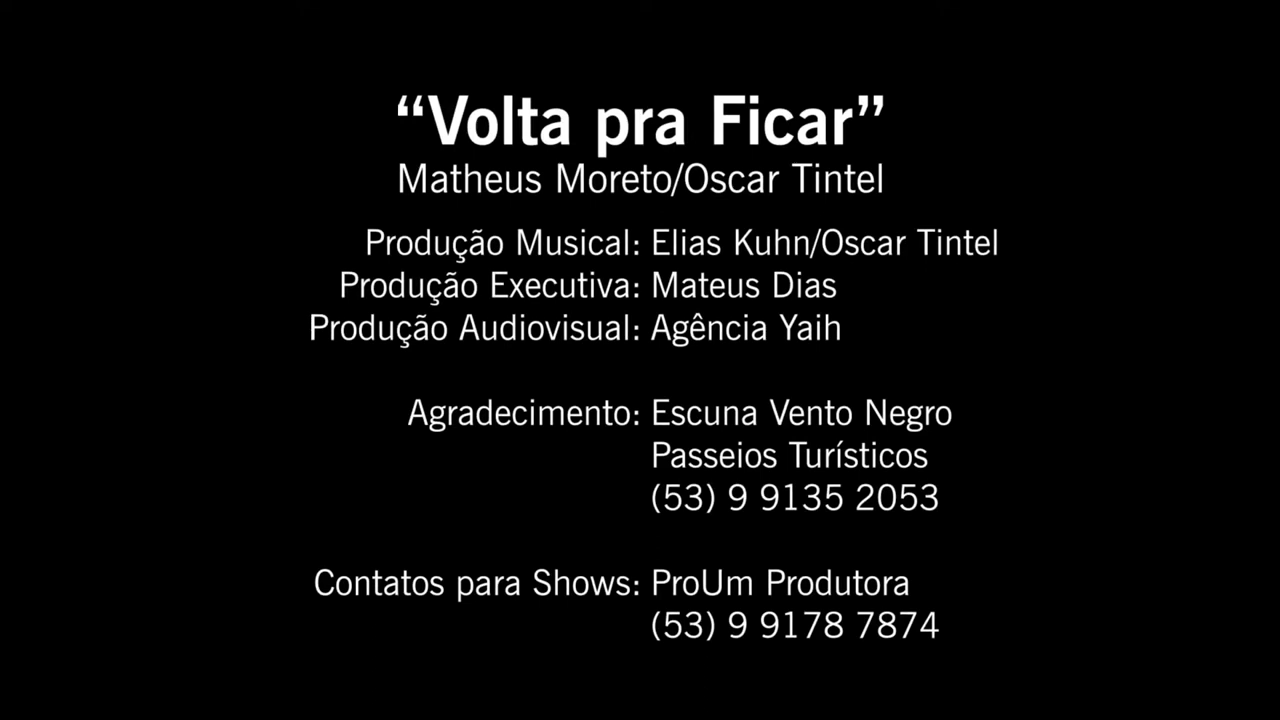 “Volta pra Ficar”
Matheus Moreto/Oscar Tintel
Produção Musical: Elias Kuhn/Oscar Tintel
Produção Executiva: Mateus Dias
Produção Audiovisual: Agência Yaih
Agradecimento: Escuna Vento Negro
Passeios Turísticos
(53) 9 9135 2053
Contatos para Shows: ProUm Produtora
(53) 9 9178 7874